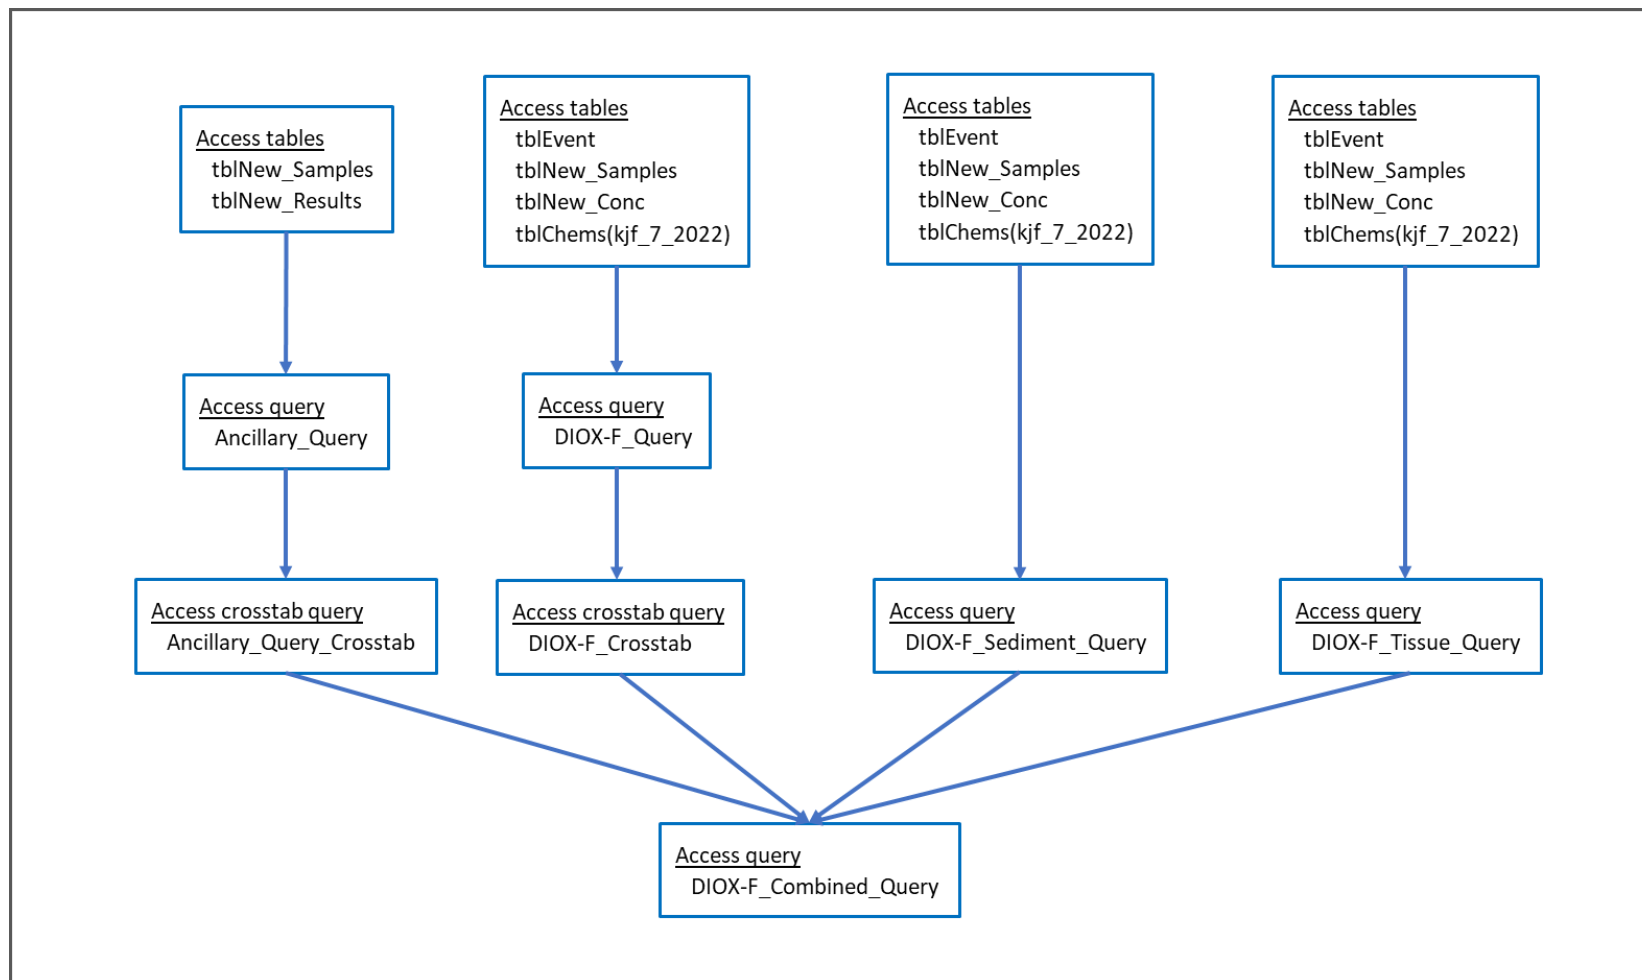 Access tables
tblNew_Samples
tblNew_Results
Access tables
tblEvent
tblNew_Samples
tblNew_Conc
tblChems(kjf_7_2022)
Access tables
tblEvent
tblNew_Samples
tblNew_Conc
tblChems(kjf_7_2022)
Access tables
tblEvent
tblNew_Samples
tblNew_Conc
tblChems(kjf_7_2022)
Access query
Ancillary_Query
Access query
DIOX-F_Query
Access crosstab query
Ancillary_Query_Crosstab
Access crosstab query
DIOX-F_Crosstab
Access query
DIOX-F_Sediment_Query
Access query
DIOX-F_Tissue_Query
Access query
DIOX-F_Combined_Query